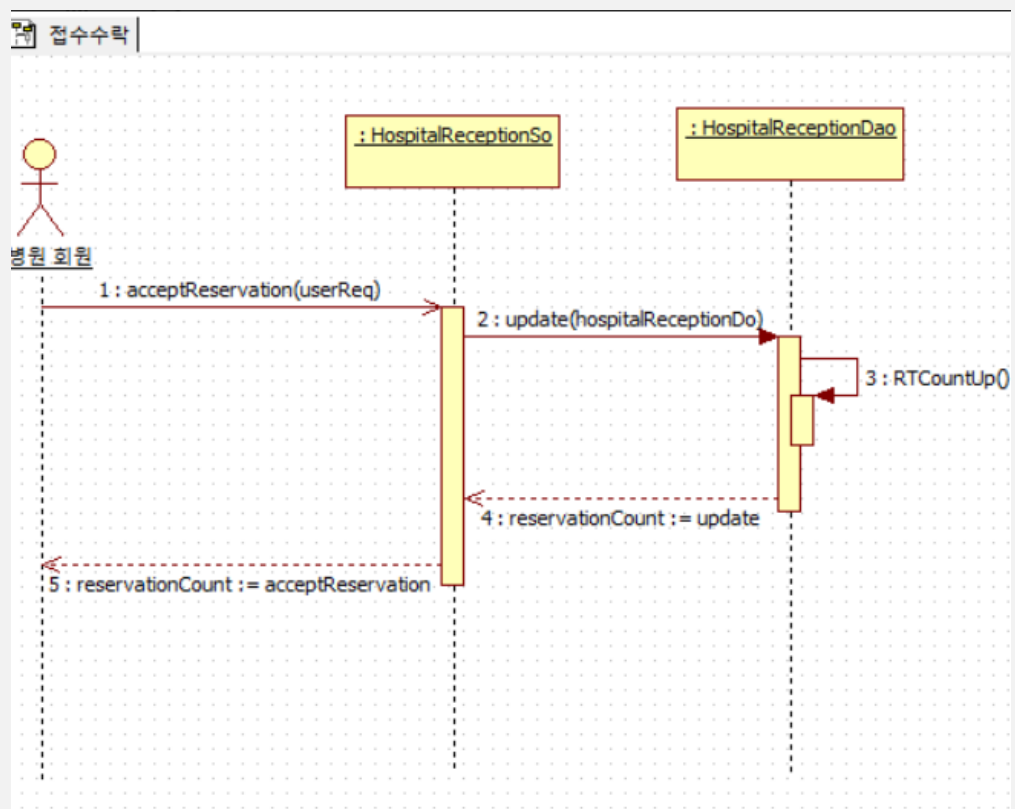 접수수락
: HospitalReceptionSo
: HospitalReceptionDao
병원 회원
1 : acceptReservation(userReq)
2 : update(hospitalReceptionDo)
3 : RTCountUp()
4 : reservationCount := update
5 : reservationCount := acceptReservation